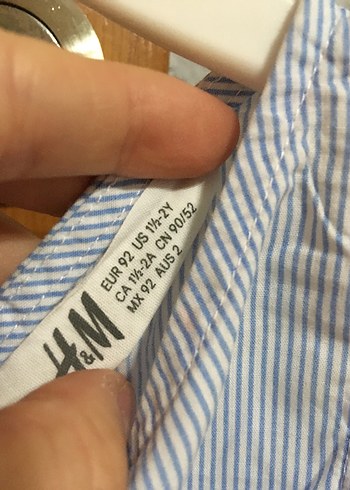 EUR 92 US 1½-2Y
CA 1½-2A CN 90/52
MX 92 AUS 2
H&M